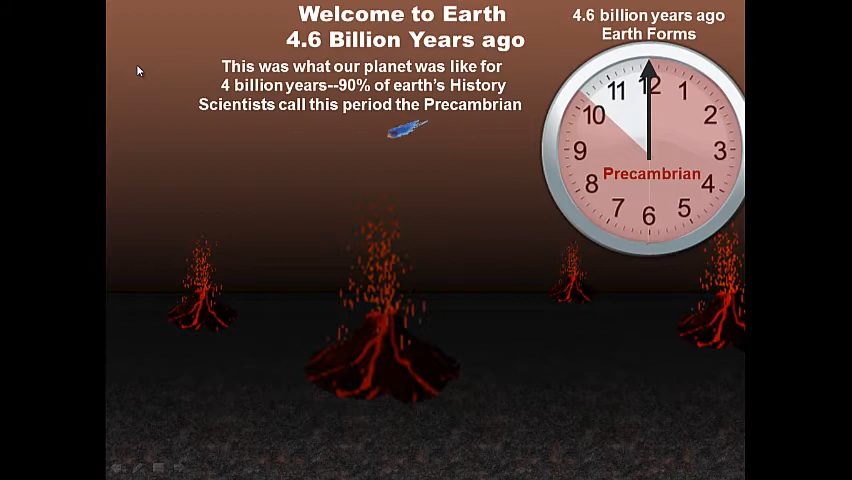 Welcome to Earth
4.6 Billion Years ago
This was what our planet was like for
4 billion years--90% of earth's History
Scientists call this period the Precambrian
4.6 billion years ago
Earth Forms
12
11
1
10
2
9
3
Precambrian
8
4
7
5
6